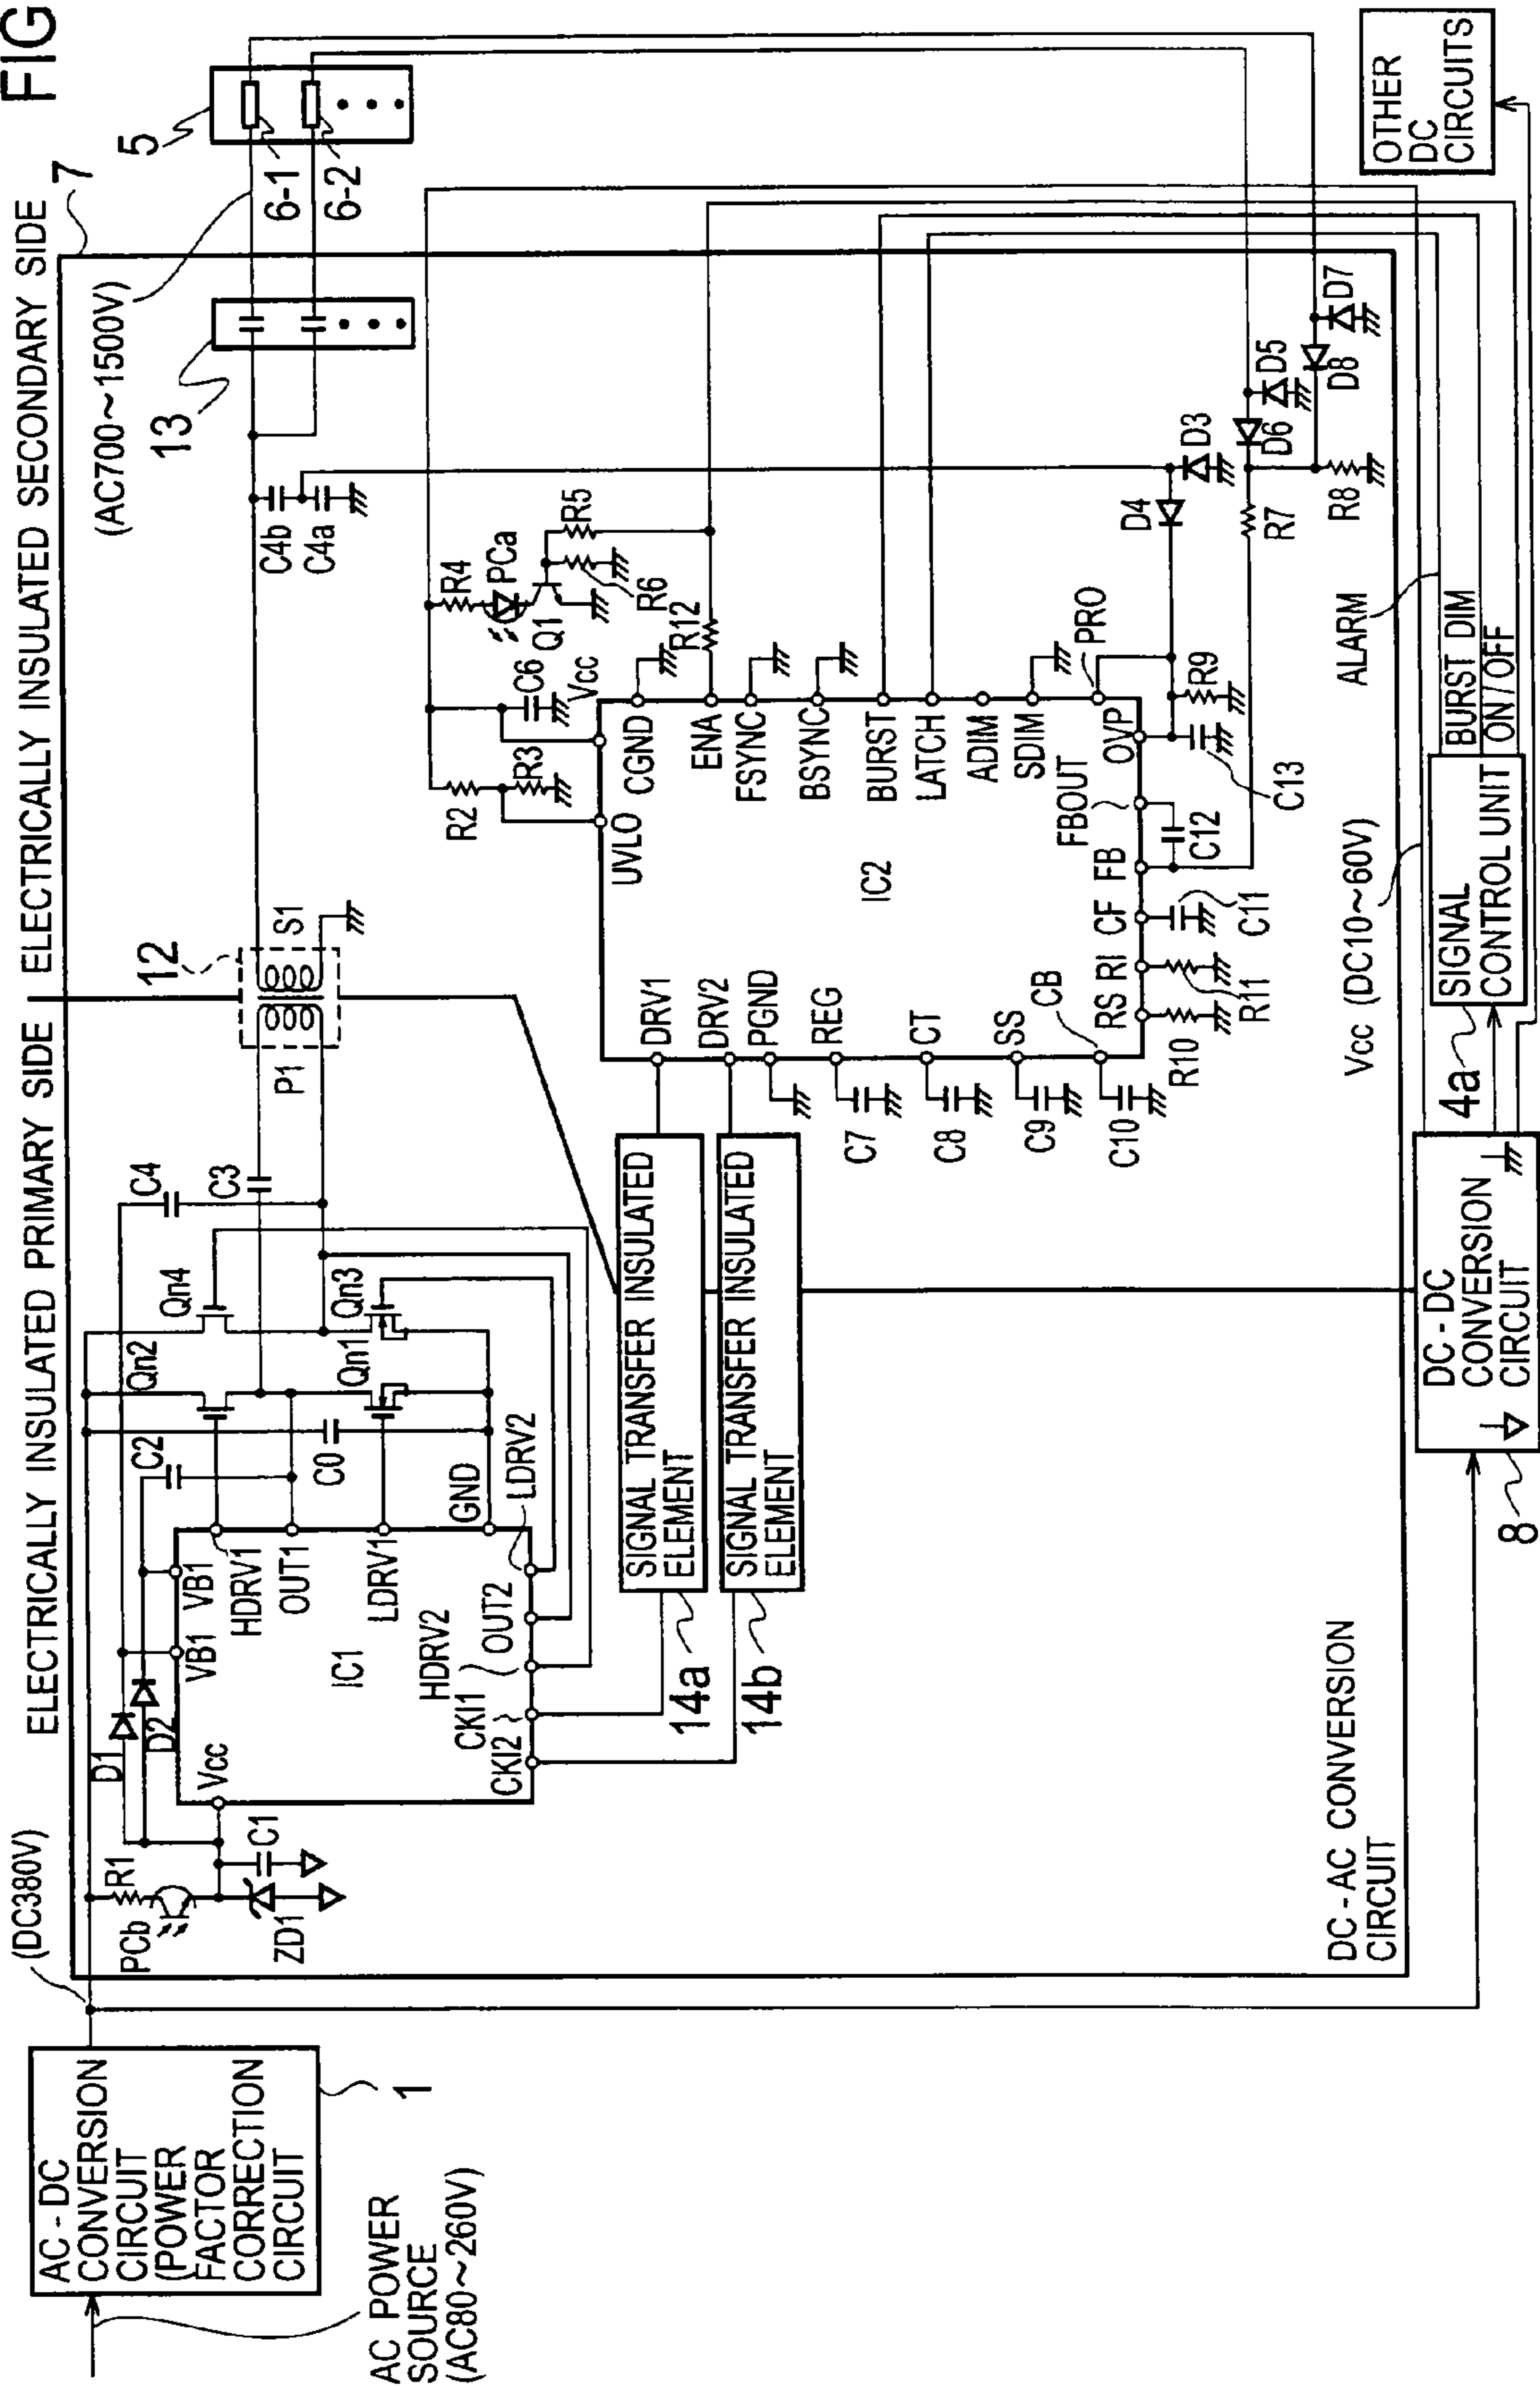 FIG
ELECTRICALLY INSULATED PRIMARY SIDE
ELECTRICALLY INSULATED SECONDARY SIDE
7
(DC380V)
AC - DC
CONVERSION
CIRCUIT
(POWER
FACTOR
CORRECTION
CIRCUIT
1
AC POWER
SOURCE
(AC80~260V)
R1
PCb
ZD1
C1
D1
D2
Vcc
VB1
VB1
HDRV1
OUT1
LDRV1
GND
LDRV2
OUT2
HDRV2
CKI1
CKI2
IC1
C2
C0
Qn2
Qn1
Qn4
Qn3
C4
C3
P1
12
S1
C4b
C4a
13
(AC700~1500V)
5
6-1
6-2
R4
PCa
Q1
R5
R6
R12
C6
Vcc
R2
R3
UVLO
CGND
ENA
FSYNC
BSYNC
BURST
LATCH
ADIM
SDIM
PRO
OVP
FBOUT
FB
CF
RI
RS
CB
SS
CT
REG
PGND
DRV2
DRV1
IC2
C7
C8
C9
C10
R10
R11
C11
C12
C13
R9
D4
D3
R7
D6
D5
R8
D8
D7
SIGNAL TRANSFER INSULATED
ELEMENT
14a
SIGNAL TRANSFER INSULATED
ELEMENT
14b
DC - AC CONVERSION
CIRCUIT
Vcc (DC10~60V)
ALARM
BURST DIM
ON / OFF
SIGNAL
CONTROL UNIT
4a
DC - DC
CONVERSION
CIRCUIT
8
OTHER
DC
CIRCUITS